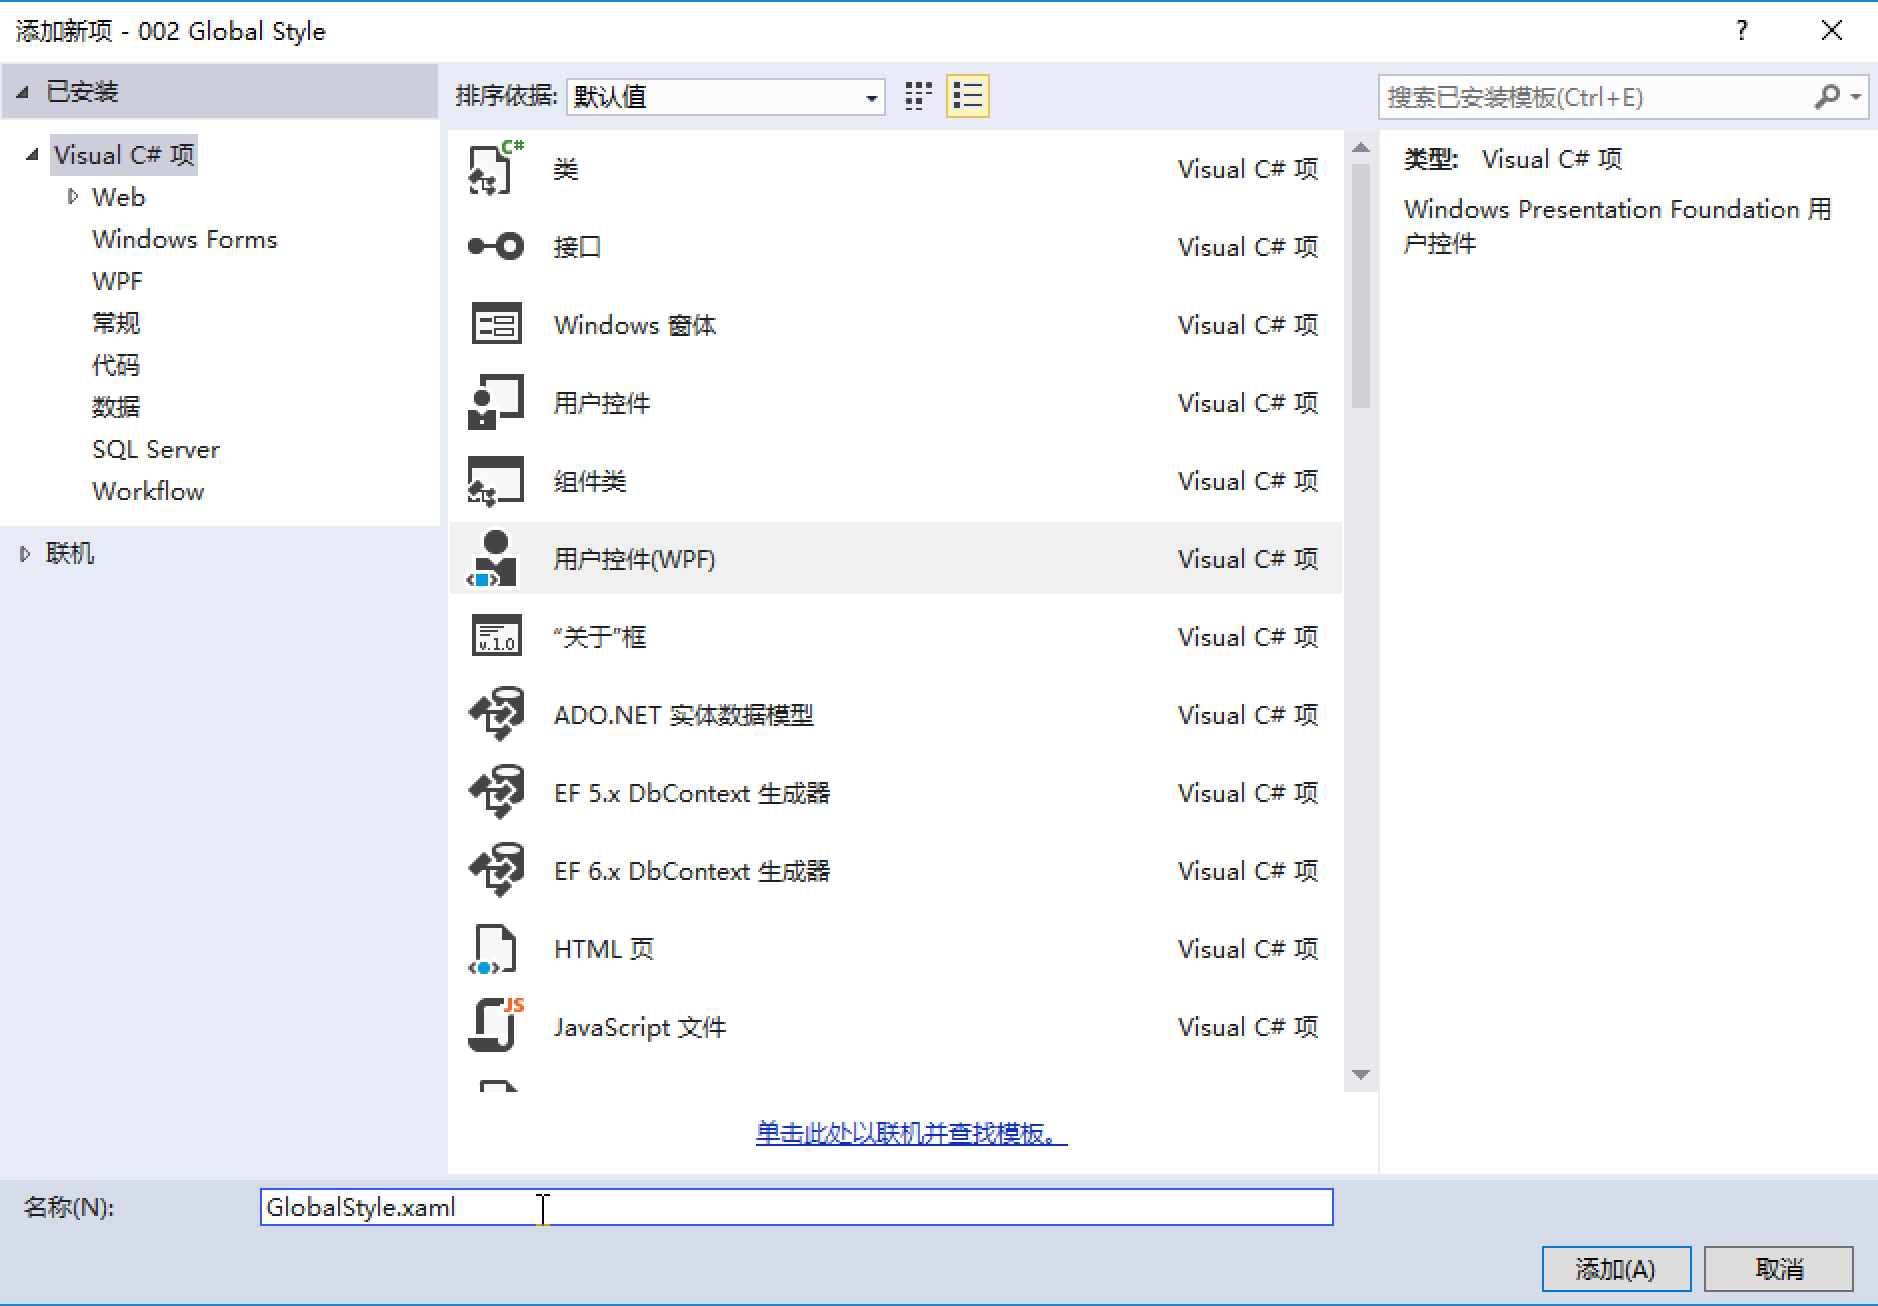 添加新项 - 002 Global Style
?
已安装
排序依据: 默认值
搜索已安装模板(Ctrl+E)
Visual C# 项
Web
Windows Forms
WPF
常规
代码
数据
SQL Server
Workflow
联机
C#
类 Visual C# 项
接口 Visual C# 项
Windows 窗体 Visual C# 项
用户控件 Visual C# 项
组件类 Visual C# 项
用户控件(WPF) Visual C# 项
v.1.0
“关于”框 Visual C# 项
ADO.NET 实体数据模型 Visual C# 项
EF 5.x DbContext 生成器 Visual C# 项
EF 6.x DbContext 生成器 Visual C# 项
HTML 页 Visual C# 项
JS
JavaScript 文件 Visual C# 项
单击此处以联机并查找模板。
类型: Visual C# 项
Windows Presentation Foundation 用
户控件
名称(N): GlobalStyle.xaml
添加(A) 取消